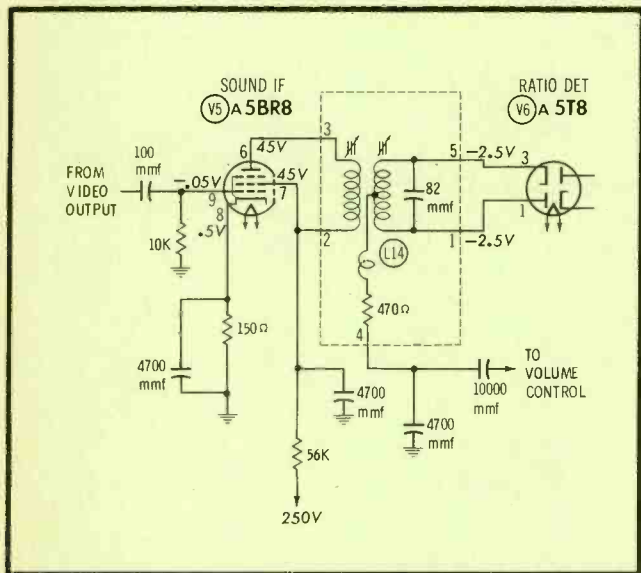 SOUND IF
V5 A 5BR8
RATIO DET
V6 A 5T8
6 45V
3
100
mmf
FROM
VIDEO
OUTPUT
-.05V
9
45V
7
8
.5V
10K
2
5 -2.5V
3
82
mmf
1
1 -2.5V
L14
470Ω
4
150Ω
4700
mmf
4700
mmf
10000
mmf
TO
VOLUME
CONTROL
4700
mmf
56K
250V